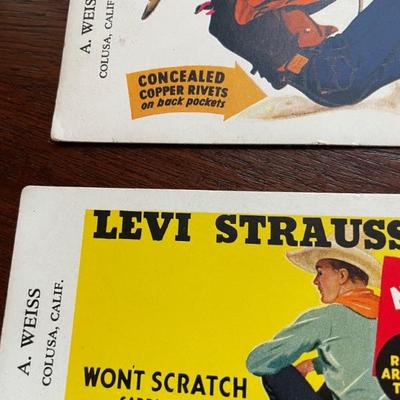 A. WEISS
COLUSA, CALIF.
CONCEALED
COPPER RIVETS
on back pockets
A. WEISS
COLUSA, CALIF.
LEVI STRAUSS
WON'T SCRATCH